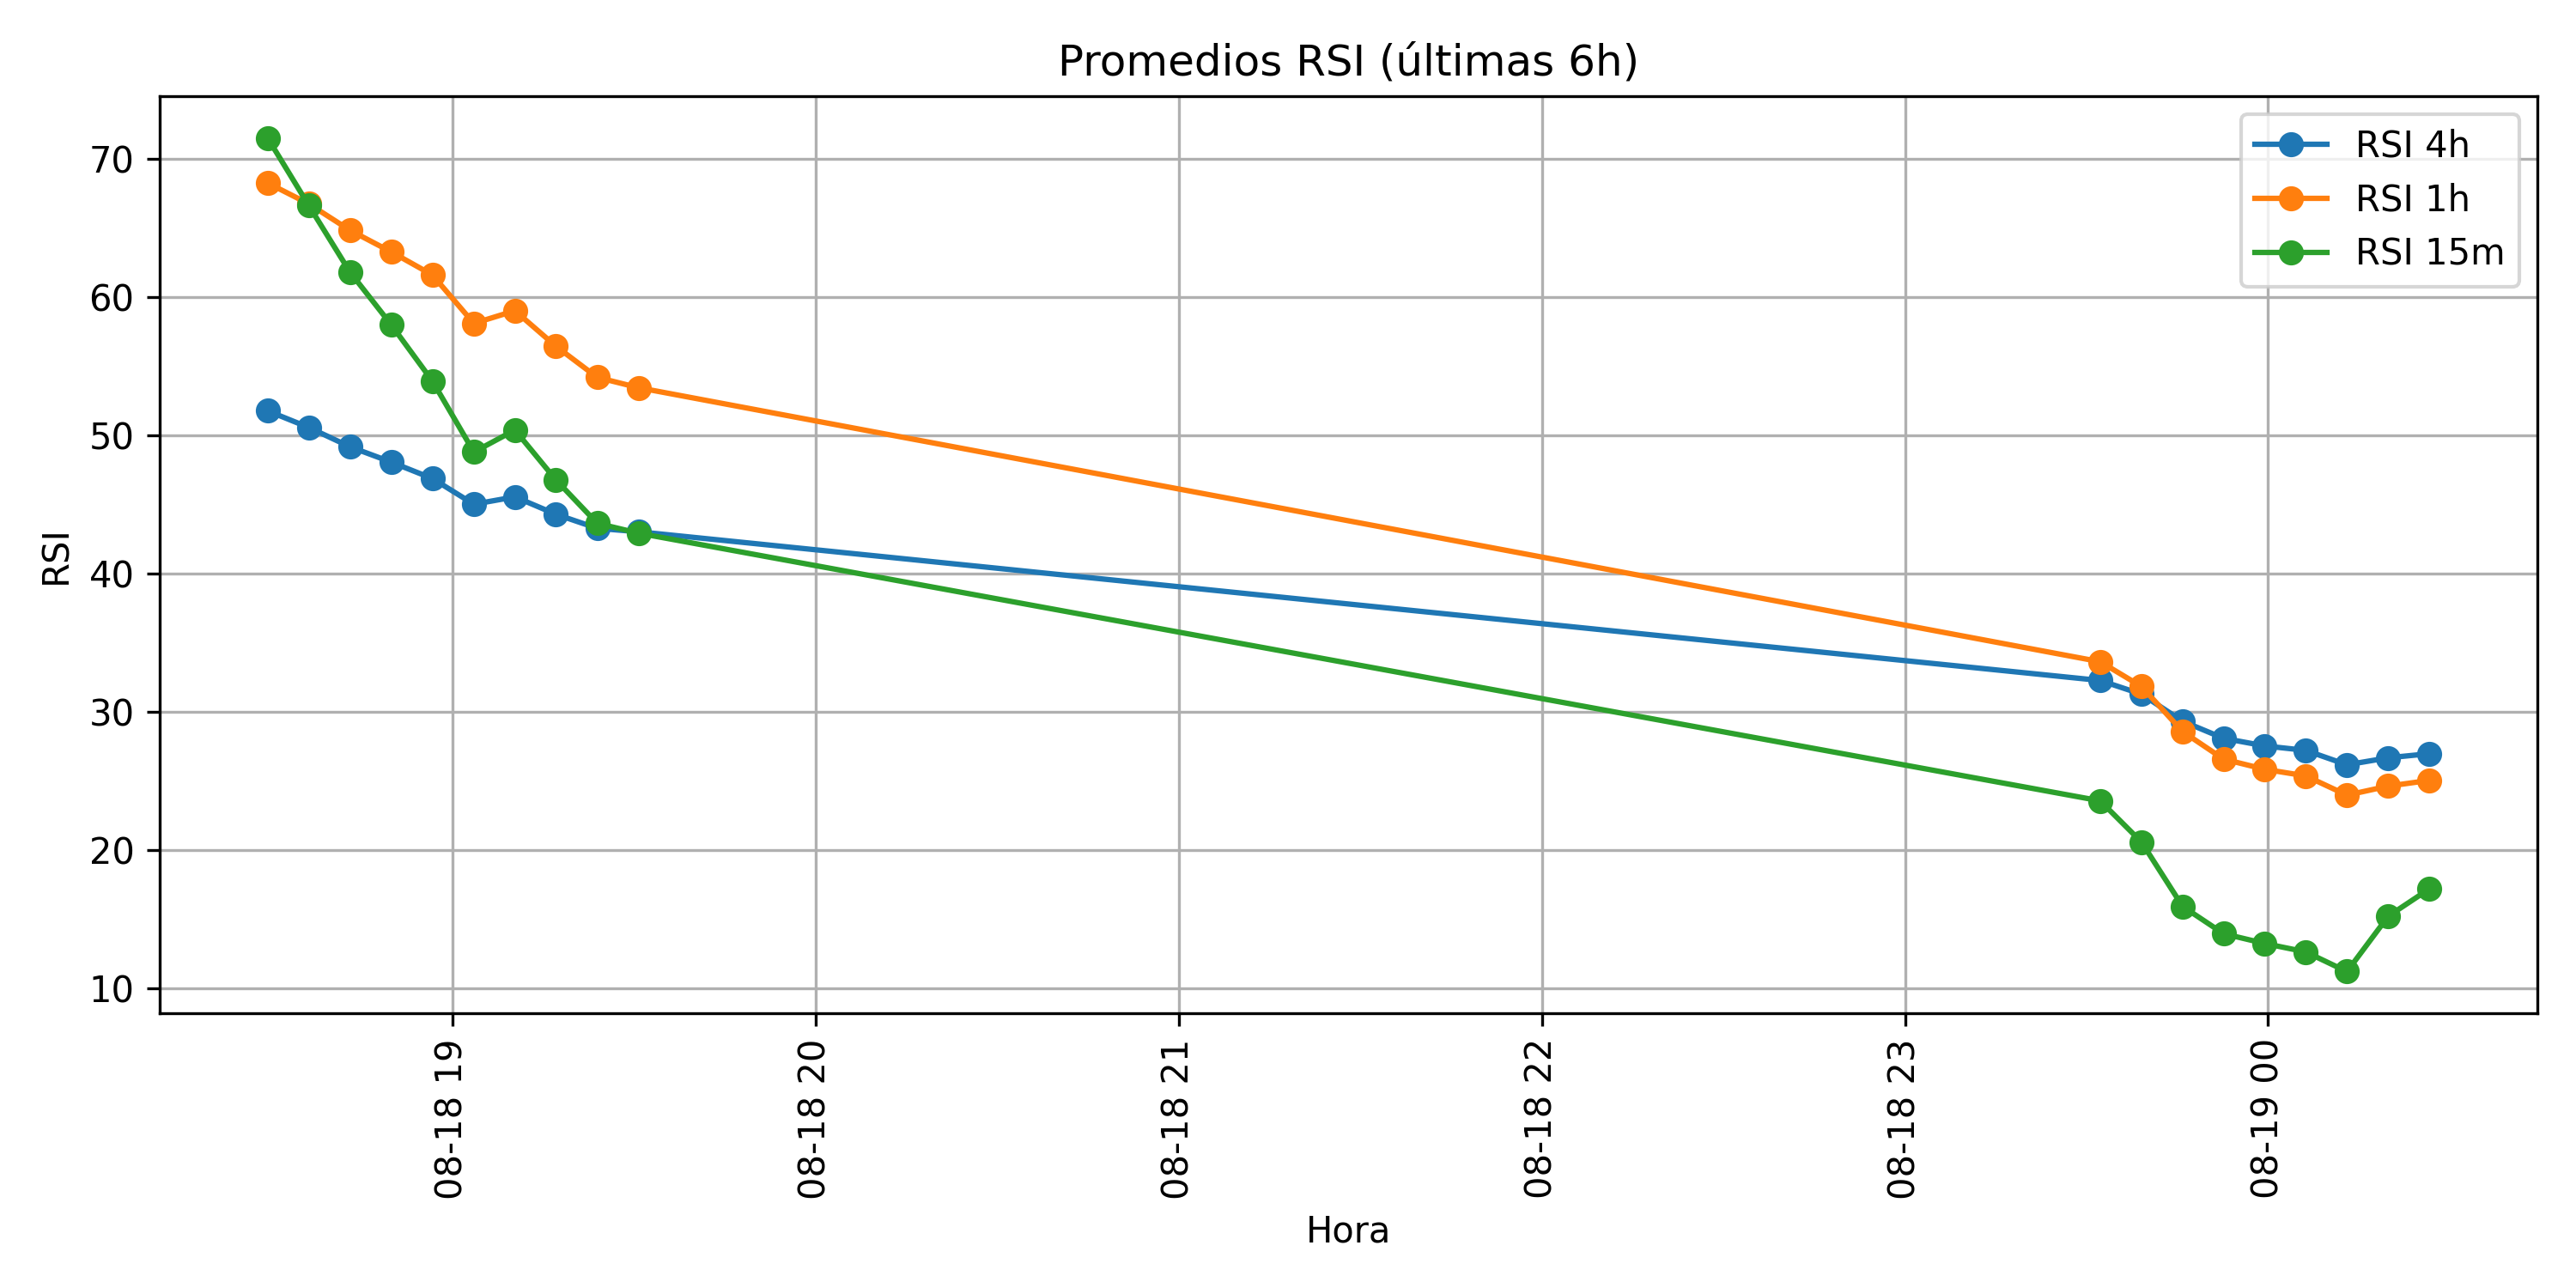 Promedios RSI (últimas 6h)
RSI 4h
RSI 1h
RSI 15m
RSI
70
60
50
40
30
20
10
08-18 19
08-18 20
08-18 21
08-18 22
08-18 23
08-19 00
Hora